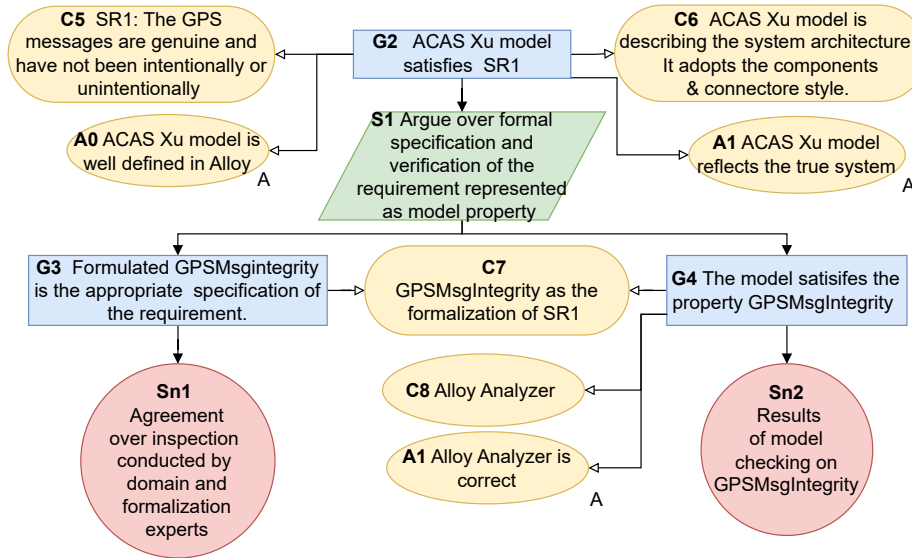 C5 SR1: The GPS
messages are genuine and
have not been intentionally or
unintentionally
G2 ACAS Xu model
satisfies SR1
C6 ACAS Xu model is
describing the system architecture
It adopts the components
& connectore style.
A0 ACAS Xu model is
well defined in Alloy
A
S1 Argue over formal
specification and
verification of the
requirement represented
as model property
A1 ACAS Xu model
reflects the true system
A
G3 Formulated GPSMsgintegrity
is the appropriate specification of
the requirement.
C7
GPSMsgIntegrity as the
formalization of SR1
G4 The model satisifes the
property GPSMsgIntegrity
Sn1
Agreement
over inspection
conducted by
domain and
formalization
experts
C8 Alloy Analyzer
A1 Alloy Analyzer is
correct
A
Sn2
Results
of model
checking on
GPSMsgIntegrity